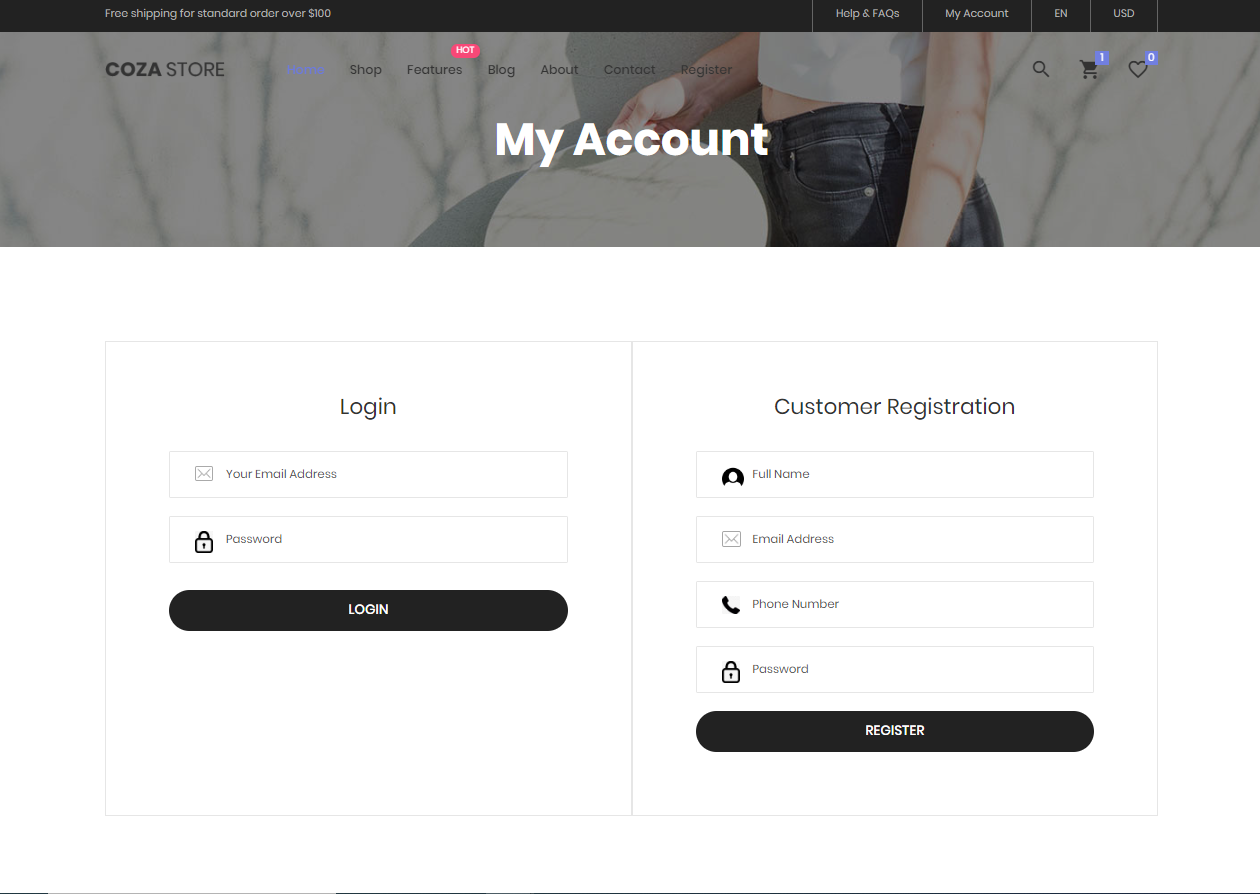 Free shipping for standard order over $100
Help & FAQs
My Account
EN
USD
COZA STORE
Home
Shop
Features
HOT
Blog
About
Contact
Register
1
0
My Account
Login
Your Email Address
Password
LOGIN
Customer Registration
Full Name
Email Address
Phone Number
Password
REGISTER